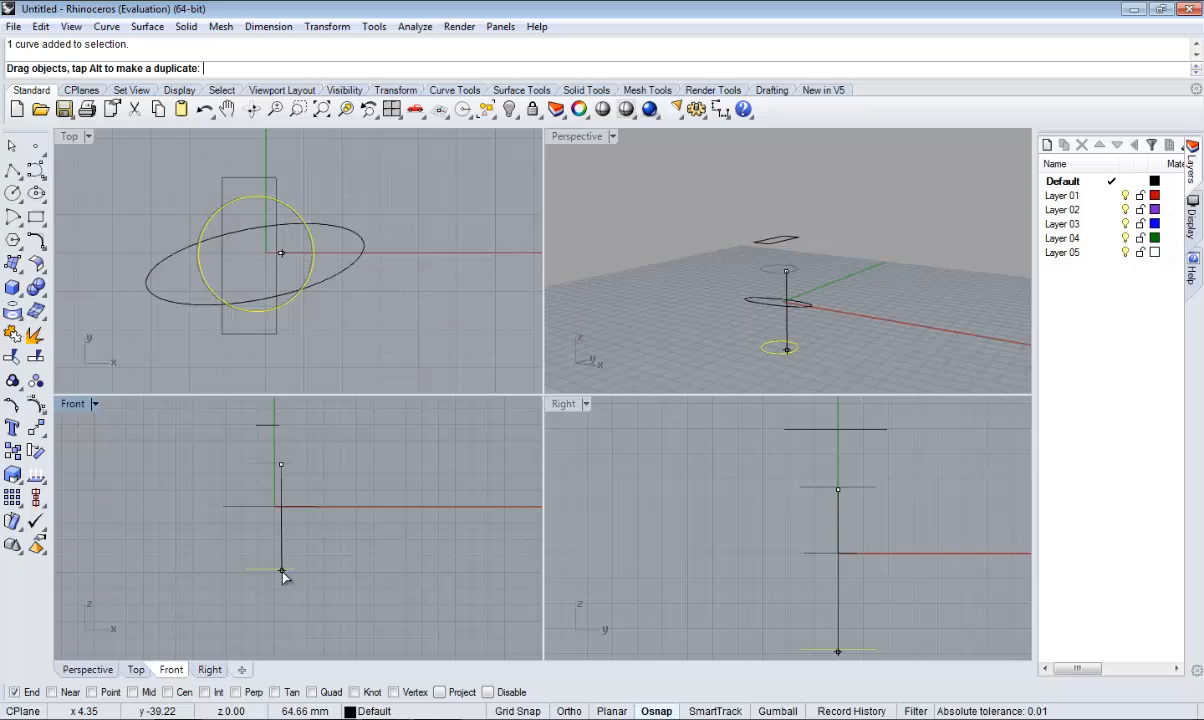 Untitled - Rhinoceros (Evaluation) (64-bit)
File Edit View Curve Surface Solid Mesh Dimension Transform Tools Analyze Render Panels Help
1 curve added to selection.
Drag objects, tap Alt to make a duplicate:
Standard CPlanes Set View Display Select Viewport Layout Visibility Transform Curve Tools Surface Tools Solid Tools Mesh Tools Render Tools Drafting New in V5
Top
Perspective
Name Mate
Default
Layer 01
Layer 02
Layer 03
Layer 04
Layer 05
Layers
Display
Help
y
x
z
y
x
Front
Right
z
x
z
y
Perspective Top Front Right
End Near Point Mid Cen Int Perp Tan Quad Knot Vertex Project Disable
CPlane x 4.35 y -39.22 z 0.00 64.66 mm Default Grid Snap Ortho Planar Osnap SmartTrack Gumball Record History Filter Absolute tolerance: 0.01